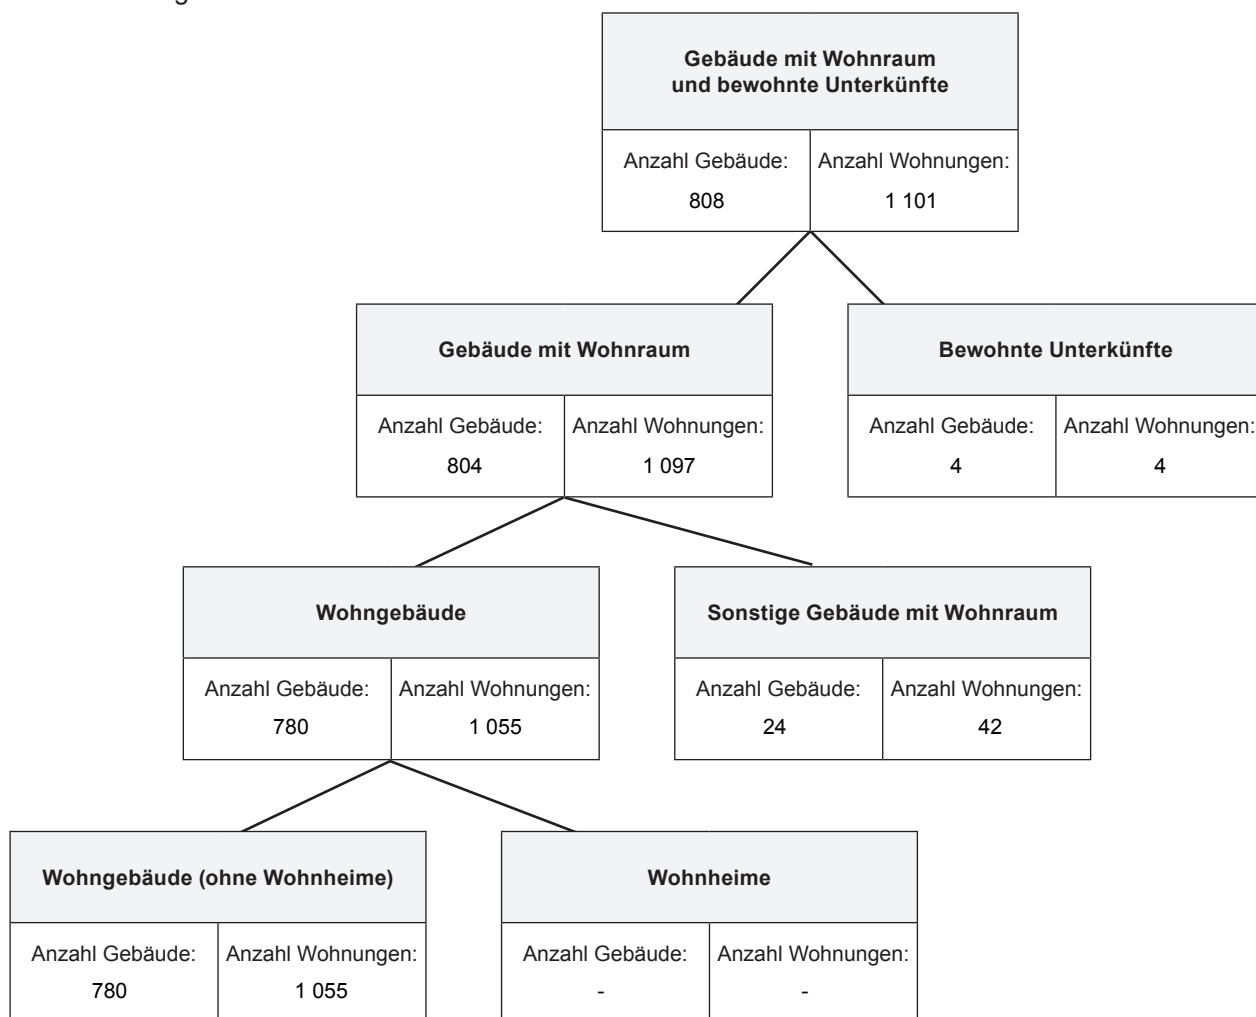 Gebäude mit Wohnraum
und bewohnte Unterkünfte
Anzahl Gebäude: Anzahl Wohnungen:
808 1 101
Gebäude mit Wohnraum
Anzahl Gebäude: Anzahl Wohnungen:
804 1 097
Bewohnte Unterkünfte
Anzahl Gebäude: Anzahl Wohnungen:
4 4
Wohngebäude
Anzahl Gebäude: Anzahl Wohnungen:
780 1 055
Sonstige Gebäude mit Wohnraum
Anzahl Gebäude: Anzahl Wohnungen:
24 42
Wohngebäude (ohne Wohnheime)
Anzahl Gebäude: Anzahl Wohnungen:
780 1 055
Wohnheime
Anzahl Gebäude: Anzahl Wohnungen:
- -